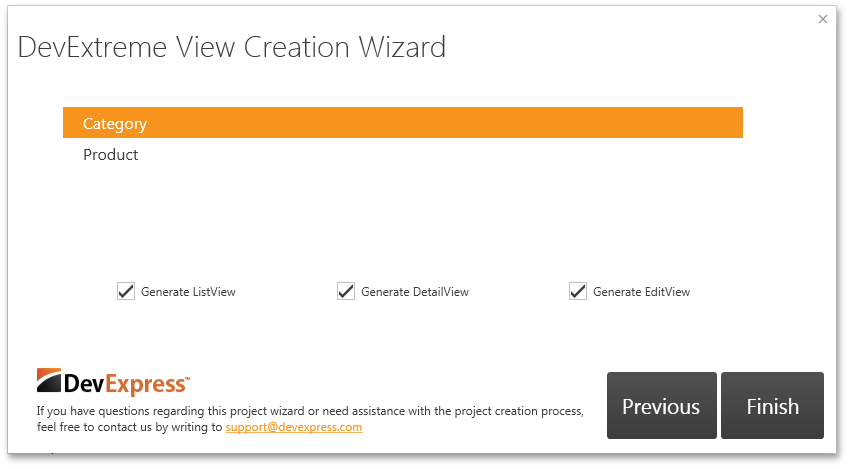 DevExtreme View Creation Wizard
Category
Product
Generate ListView
Generate DetailView
Generate EditView
DevExpress™
If you have questions regarding this project wizard or need assistance with the project creation process,
feel free to contact us by writing to support@devexpress.com
Previous
Finish